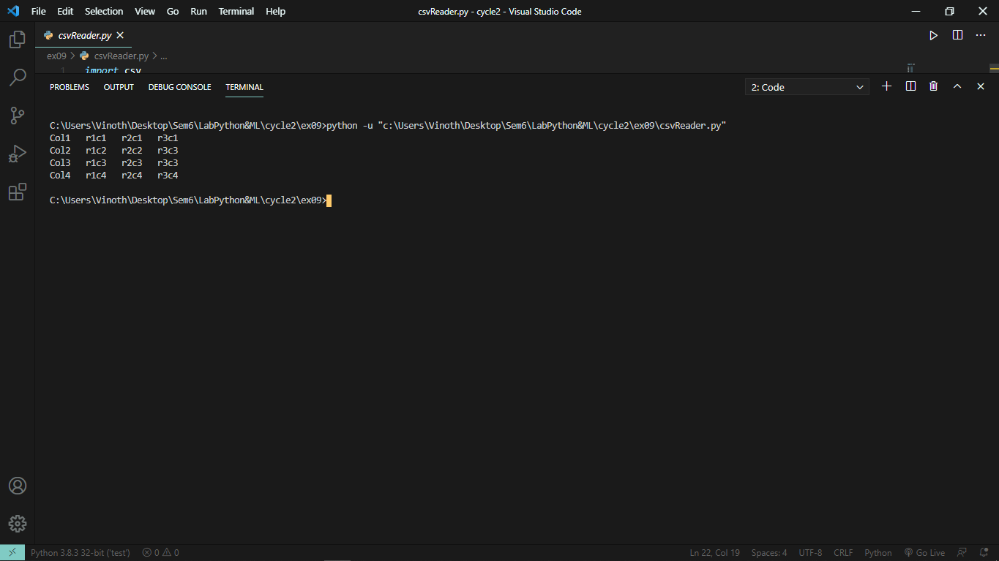 File Edit Selection View Go Run Terminal Help csvReader.py - cycle2 - Visual Studio Code
csvReader.py
ex09 > csvReader.py > ...
1 import csv
PROBLEMS OUTPUT DEBUG CONSOLE TERMINAL 2: Code
C:\Users\Vinoth\Desktop\Sem6\LabPython&ML\cycle2\ex09>python -u "c:\Users\Vinoth\Desktop\Sem6\LabPython&ML\cycle2\ex09\csvReader.py"
Col1 r1c1 r2c1 r3c1
Col2 r1c2 r2c2 r3c3
Col3 r1c3 r2c3 r3c3
Col4 r1c4 r2c4 r3c4
C:\Users\Vinoth\Desktop\Sem6\LabPython&ML\cycle2\ex09>
Python 3.8.3 32-bit ('test') 0 0 Ln 22, Col 19 Spaces: 4 UTF-8 CRLF Python Go Live